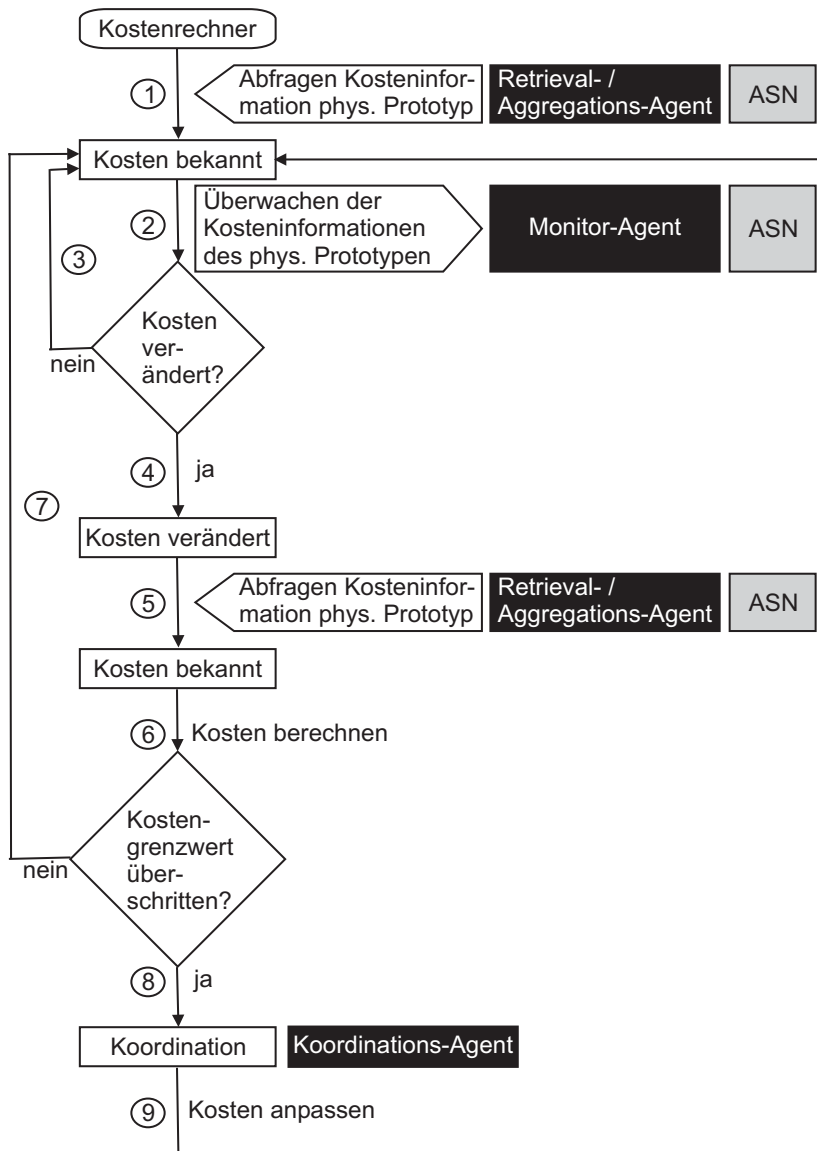 Kostenrechner
①
Abfragen Kosteninfor-
mation phys. Prototyp
Retrieval- /
Aggregations-Agent
ASN
Kosten bekannt
②
Überwachen der
Kosteninformationen
des phys. Prototypen
Monitor-Agent
ASN
③
Kosten
ver-
ändert?
nein
④
ja
⑦
Kosten verändert
⑤
Abfragen Kosteninfor-
mation phys. Prototyp
Retrieval- /
Aggregations-Agent
ASN
Kosten bekannt
⑥
Kosten berechnen
Kosten-
grenzwert
über-
schritten?
nein
⑧
ja
Koordination
Koordinations-Agent
⑨
Kosten anpassen